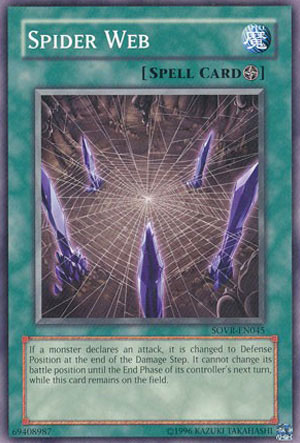 SPIDER WEB
魔
[SPELL CARD]
SOVR-EN045
If a monster declares an attack, it is changed to Defense
Position at the end of the Damage Step. It cannot change its
battle position until the End Phase of its controller's next turn,
while this card remains on the field.
69408987
©1996 KAZUKI TAKAHASHI